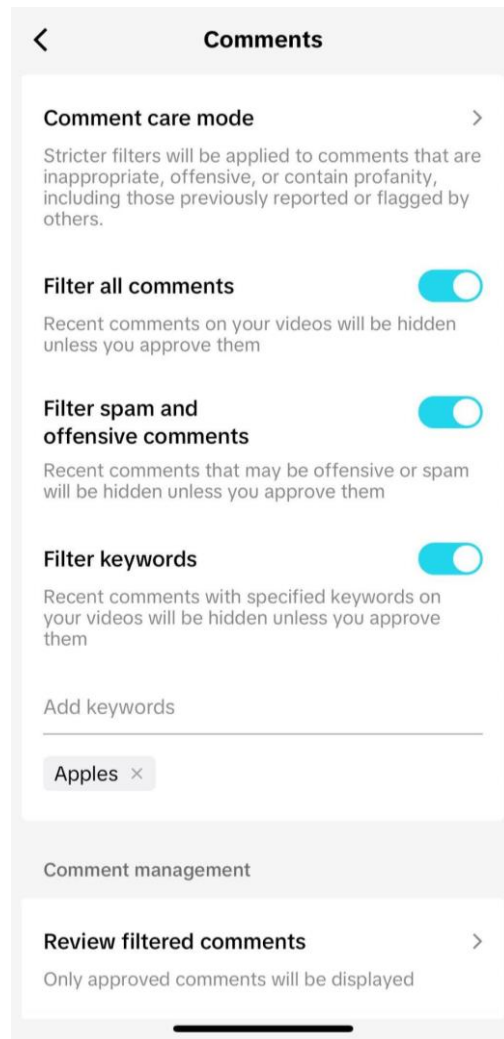 Comments
Comment care mode
Stricter filters will be applied to comments that are
inappropriate, offensive, or contain profanity,
including those previously reported or flagged by
others.
Filter all comments
Recent comments on your videos will be hidden
unless you approve them
Filter spam and
offensive comments
Recent comments that may be offensive or spam
will be hidden unless you approve them
Filter keywords
Recent comments with specified keywords on
your videos will be hidden unless you approve
them
Add keywords
Apples
Comment management
Review filtered comments
Only approved comments will be displayed